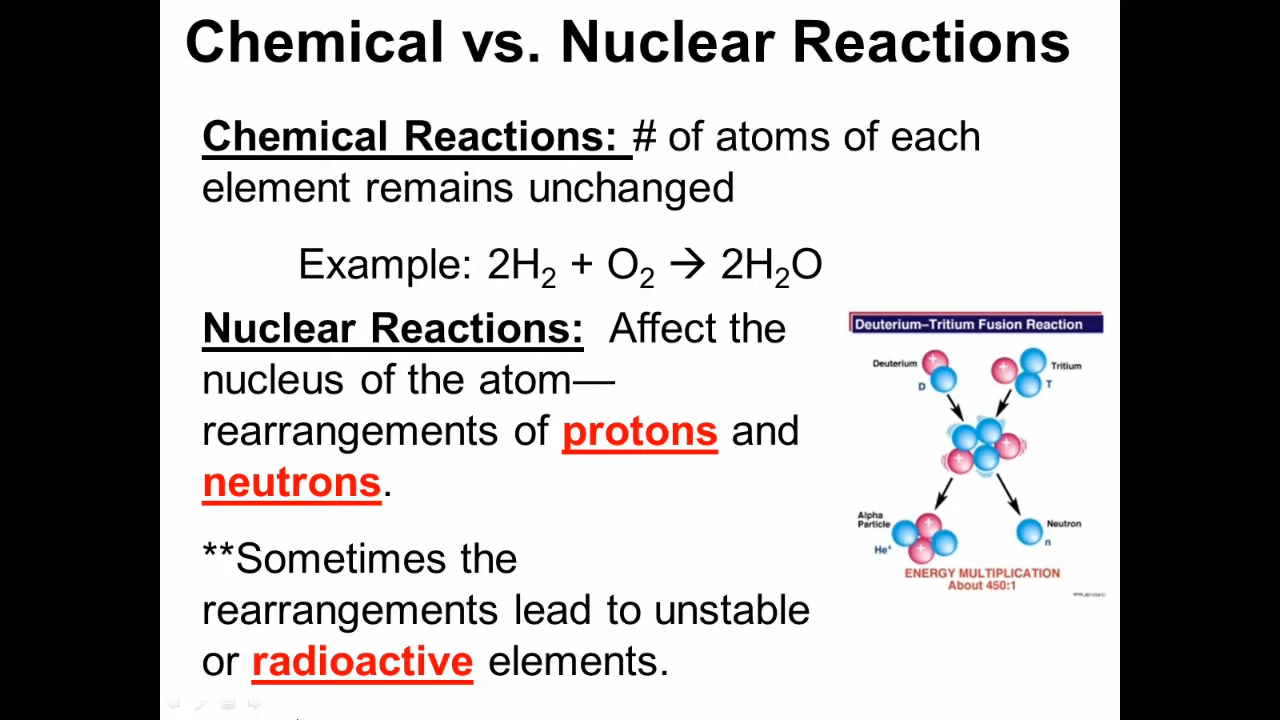 Chemical vs. Nuclear Reactions
Chemical Reactions: # of atoms of each
element remains unchanged
Example: 2H₂ + O₂ → 2H₂O
Nuclear Reactions: Affect the
nucleus of the atom—
rearrangements of protons and
neutrons.
**Sometimes the
rearrangements lead to unstable
or radioactive elements.
Deuterium–Tritium Fusion Reaction
Deuterium
D
Tritium
T
Alpha
Particle
He⁴
Neutron
n
ENERGY MULTIPLICATION
About 450:1